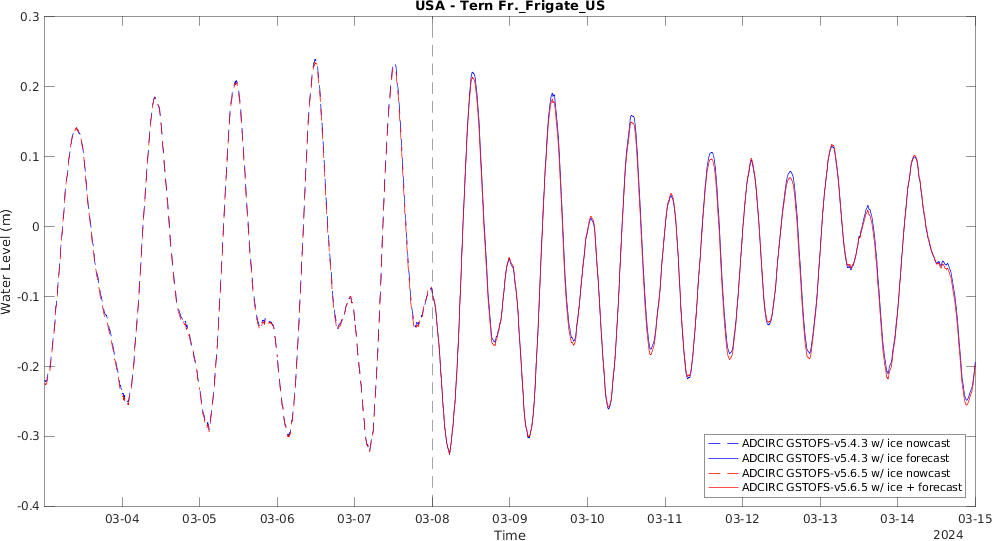 USA - Tern Fr._Frigate_US
0.3
0.2
0.1
0
-0.1
-0.2
-0.3
-0.4
Water Level (m)
ADCIRC GSTOFS-v5.4.3 w/ ice nowcast
ADCIRC GSTOFS-v5.4.3 w/ ice forecast
ADCIRC GSTOFS-v5.6.5 w/ ice nowcast
ADCIRC GSTOFS-v5.6.5 w/ ice + forecast
03-04 03-05 03-06 03-07 03-08 03-09 03-10 03-11 03-12 03-13 03-14 03-15
Time 2024